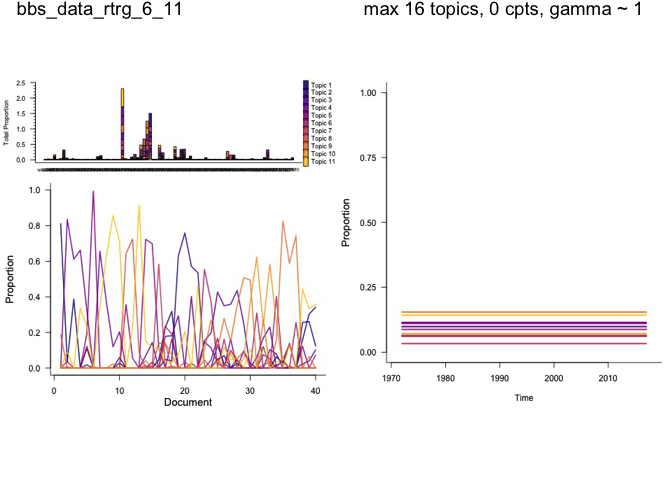 bbs_data_rtrg_6_11
max 16 topics, 0 cpts, gamma ~ 1
Total Proportion
2.5
2.0
1.5
1.0
0.5
0.0
Topic 1
Topic 2
Topic 3
Topic 4
Topic 5
Topic 6
Topic 7
Topic 8
Topic 9
Topic 10
Topic 11
Proportion
1.0
0.8
0.6
0.4
0.2
0.0
0 10 20 30 40
Document
Proportion
1.00
0.75
0.50
0.25
0.00
1970 1980 1990 2000 2010
Time